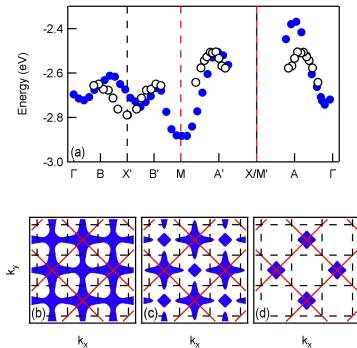 -2.4
-2.6
-2.8
-3.0
Energy (eV)
(a)
Γ B X' B' M A' X/M' A Γ
k_y
(b) (c) (d)
k_x k_x k_x